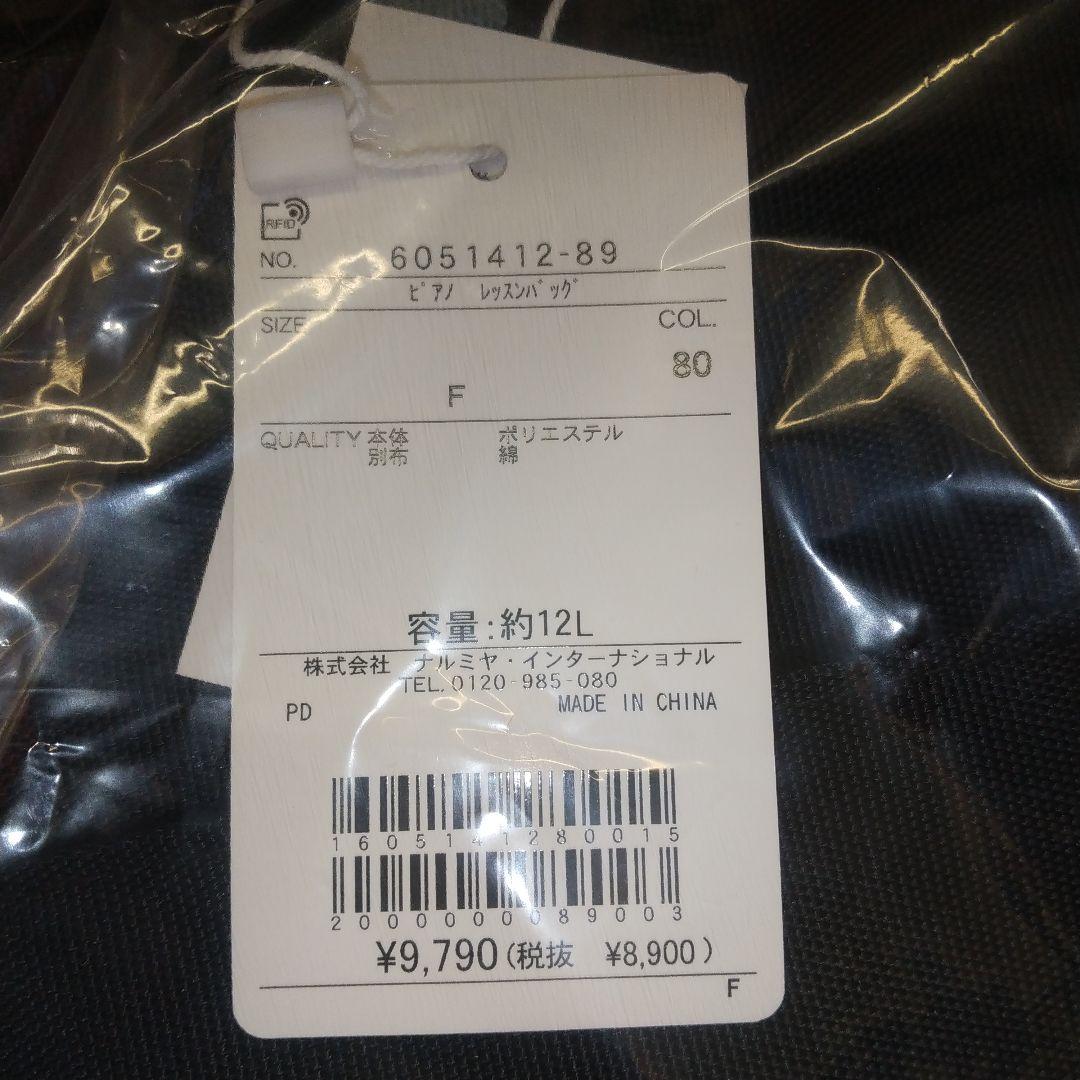 RFID
NO. 6051412-89
ﾋﾟｱﾉ ﾚｯｽﾝﾊﾞｯｸﾞ
SIZE COL.
80
F
QUALITY 本体 ポリエステル
別布 綿
容量:約12L
株式会社 ナルミヤ・インターナショナル
TEL.0120-985-080
PD MADE IN CHINA
1605141280015
2000000089003
¥9,790(税抜 ¥8,900)
F